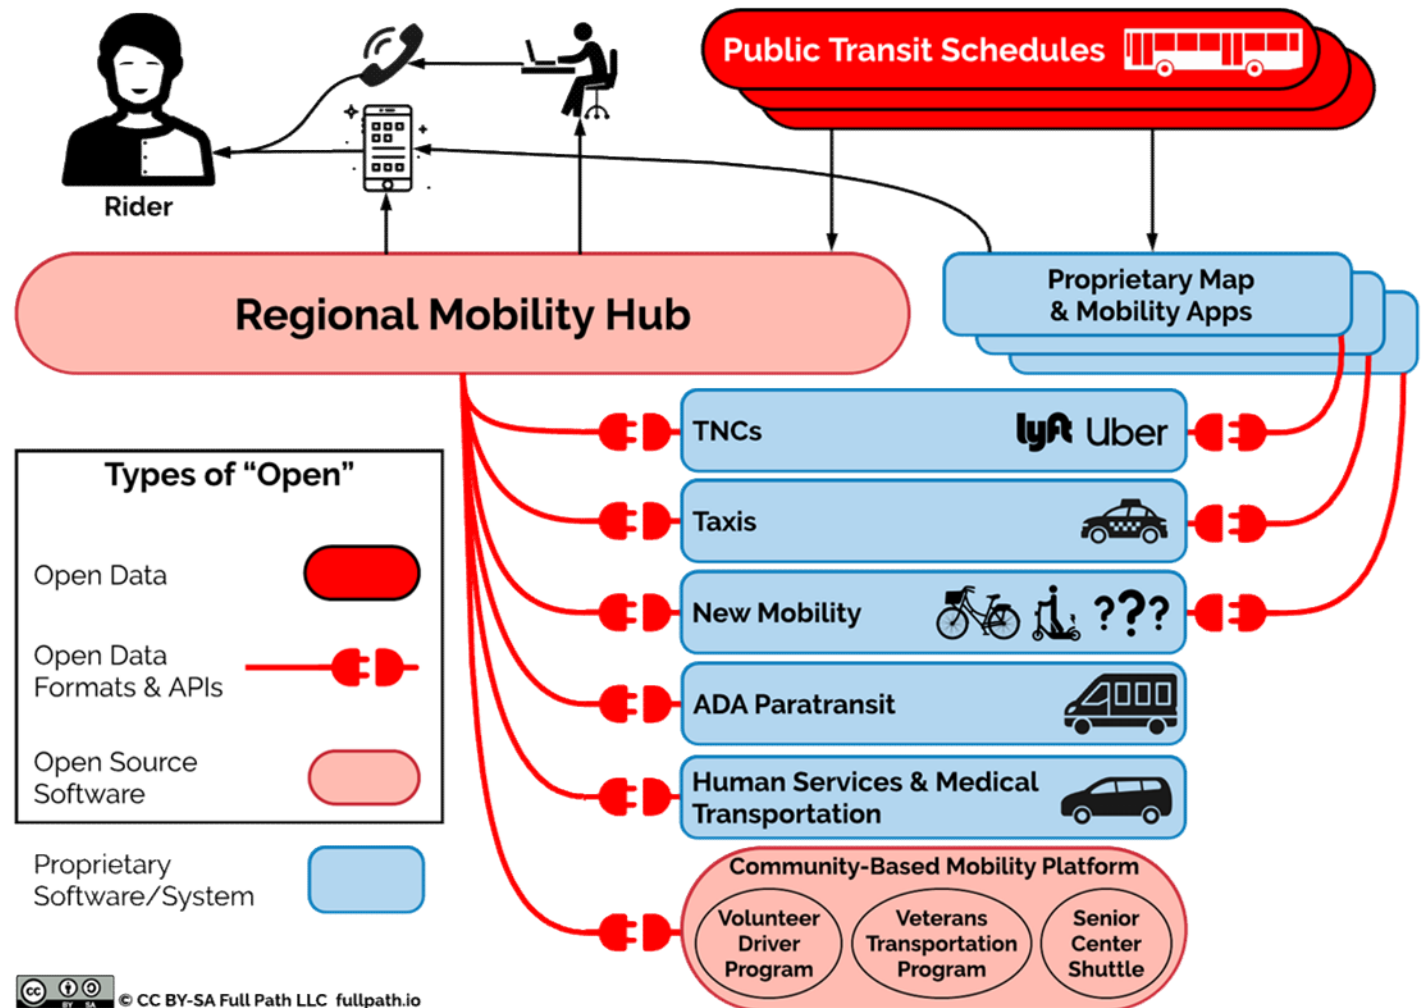 Public Transit Schedules
Rider
Regional Mobility Hub
Proprietary Map
& Mobility Apps
TNCs
lyft Uber
Taxis
New Mobility
???
ADA Paratransit
Human Services & Medical
Transportation
Community-Based Mobility Platform
Volunteer
Driver
Program
Veterans
Transportation
Program
Senior
Center
Shuttle
Types of “Open”
Open Data
Open Data
Formats & APIs
Open Source
Software
Proprietary
Software/System
cc
BY SA
© CC BY-SA Full Path LLC fullpath.io